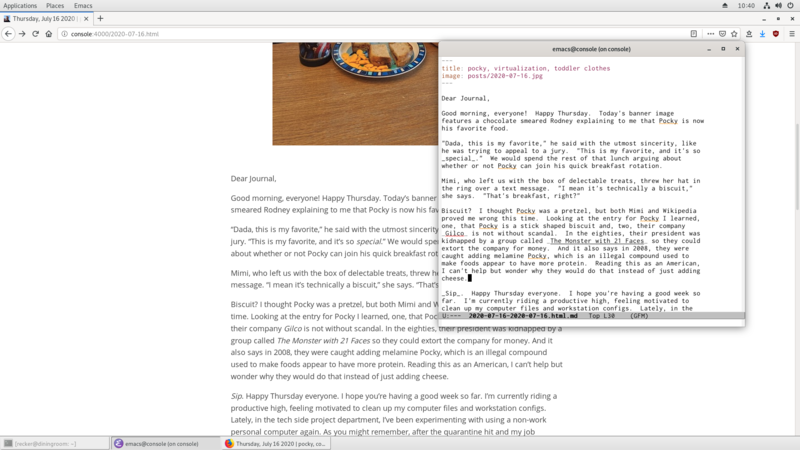 Applications Places Emacs 10:40
Thursday, July 16 2020 |
console:4000/2020-07-16.html
emacs@console (on console)
---
title: pocky, virtualization, toddler clothes
image: posts/2020-07-16.jpg
---
Dear Journal,
Good morning, everyone!  Happy Thursday.  Today's banner image
features a chocolate smeared Rodney explaining to me that Pocky is now
his favorite food.
"Dada, this is my favorite," he said with the utmost sincerity, like
he was trying to appeal to a jury.  "This is my favorite, and it's so
_special_."  We would spend the rest of that lunch arguing about
whether or not Pocky can join his quick breakfast rotation.
Mimi, who left us with the box of delectable treats, threw her hat in
the ring over a text message.  "I mean it's technically a biscuit,"
she says.  "That's breakfast, right?"
Biscuit?  I thought Pocky was a pretzel, but both Mimi and Wikipedia
proved me wrong this time.  Looking at the entry for Pocky I learned,
one, that Pocky is a stick shaped biscuit and, two, their company
_Gilco_ is not without scandal.  In the eighties, their president was
kidnapped by a group called _The Monster with 21 Faces_ so they could
extort the company for money.  And it also says in 2008, they were
caught adding melamine Pocky, which is an illegal compound used to
make foods appear to have more protein.  Reading this as an American,
I can't help but wonder why they would do that instead of just adding
cheese.
_Sip_.  Happy Thursday everyone.  I hope you're having a good week so
far.  I'm currently riding a productive high, feeling motivated to
clean up my computer files and workstation configs.  Lately, in the
U:---  2020-07-16-2020-07-16.html.md   Top L30   (GFM)
Dear Journal,
Good morning, everyone! Happy Thursday. Today's banner
smeared Rodney explaining to me that Pocky is now his fav
"Dada, this is my favorite," he said with the utmost sincerity
jury. "This is my favorite, and it's so special." We would spend
about whether or not Pocky can join his quick breakfast rot
Mimi, who left us with the box of delectable treats, threw he
message. "I mean it's technically a biscuit," she says. "That's
Biscuit? I thought Pocky was a pretzel, but both Mimi and W
time. Looking at the entry for Pocky I learned, one, that Poc
their company Gilco is not without scandal. In the eighties, their president was kidnapped by a
group called The Monster with 21 Faces so they could extort the company for money. And it
also says in 2008, they were caught adding melamine Pocky, which is an illegal compound
used to make foods appear to have more protein. Reading this as an American, I can't help but
wonder why they would do that instead of just adding cheese.
Sip. Happy Thursday everyone. I hope you're having a good week so far. I'm currently riding a
productive high, feeling motivated to clean up my computer files and workstation configs.
Lately, in the tech side project department, I've been experimenting with using a non-work
personal computer again. As you might remember, after the quarantine hit and my job
[rocker@diningroom: ~] emacs@console (on console) Thursday, July 16 2020 | pocky, co...